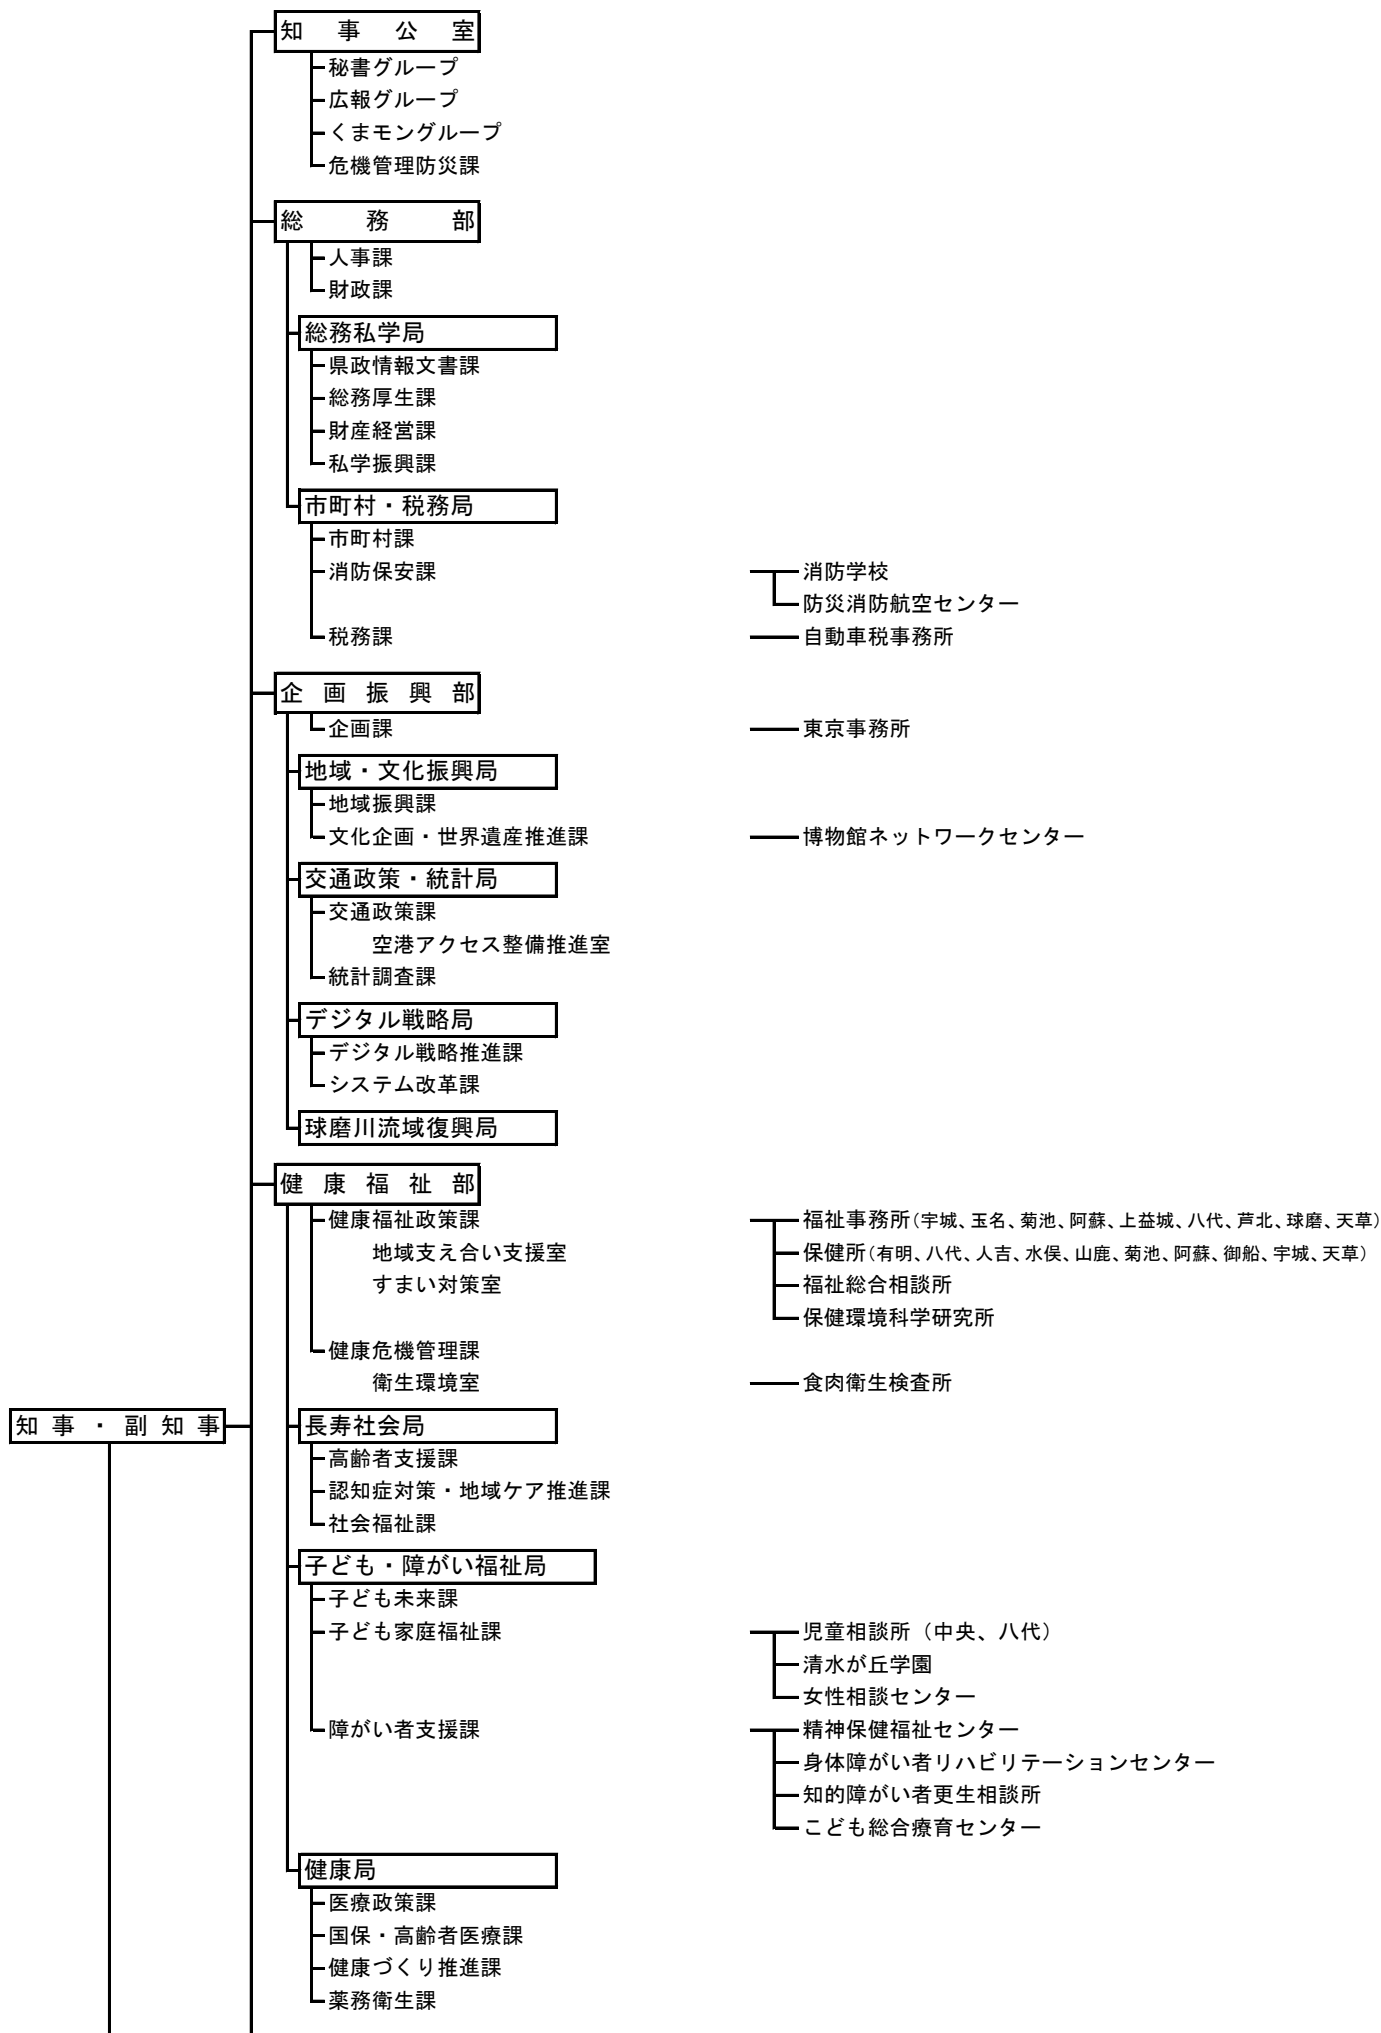 知事公室
秘書グループ
広報グループ
くまモングループ
危機管理防災課
総務部
人事課
財政課
総務私学局
県政情報文書課
総務厚生課
財産経営課
私学振興課
市町村・税務局
市町村課
消防保安課 消防学校
防災消防航空センター
税務課 自動車税事務所
企画振興部
企画課 東京事務所
地域・文化振興局
地域振興課
文化企画・世界遺産推進課 博物館ネットワークセンター
交通政策・統計局
交通政策課
空港アクセス整備推進室
統計調査課
デジタル戦略局
デジタル戦略推進課
システム改革課
球磨川流域復興局
健康福祉部
健康福祉政策課 福祉事務所(宇城、玉名、菊池、阿蘇、上益城、八代、芦北、球磨、天草)
地域支え合い支援室 保健所(有明、八代、人吉、水俣、山鹿、菊池、阿蘇、御船、宇城、天草)
すまい対策室 福祉総合相談所
保健環境科学研究所
健康危機管理課
衛生環境室 食肉衛生検査所
知事・副知事 長寿社会局
高齢者支援課
認知症対策・地域ケア推進課
社会福祉課
子ども・障がい福祉局
子ども未来課
子ども家庭福祉課 児童相談所（中央、八代）
清水が丘学園
女性相談センター
障がい者支援課 精神保健福祉センター
身体障がい者リハビリテーションセンター
知的障がい者更生相談所
こども総合療育センター
健康局
医療政策課
国保・高齢者医療課
健康づくり推進課
薬務衛生課